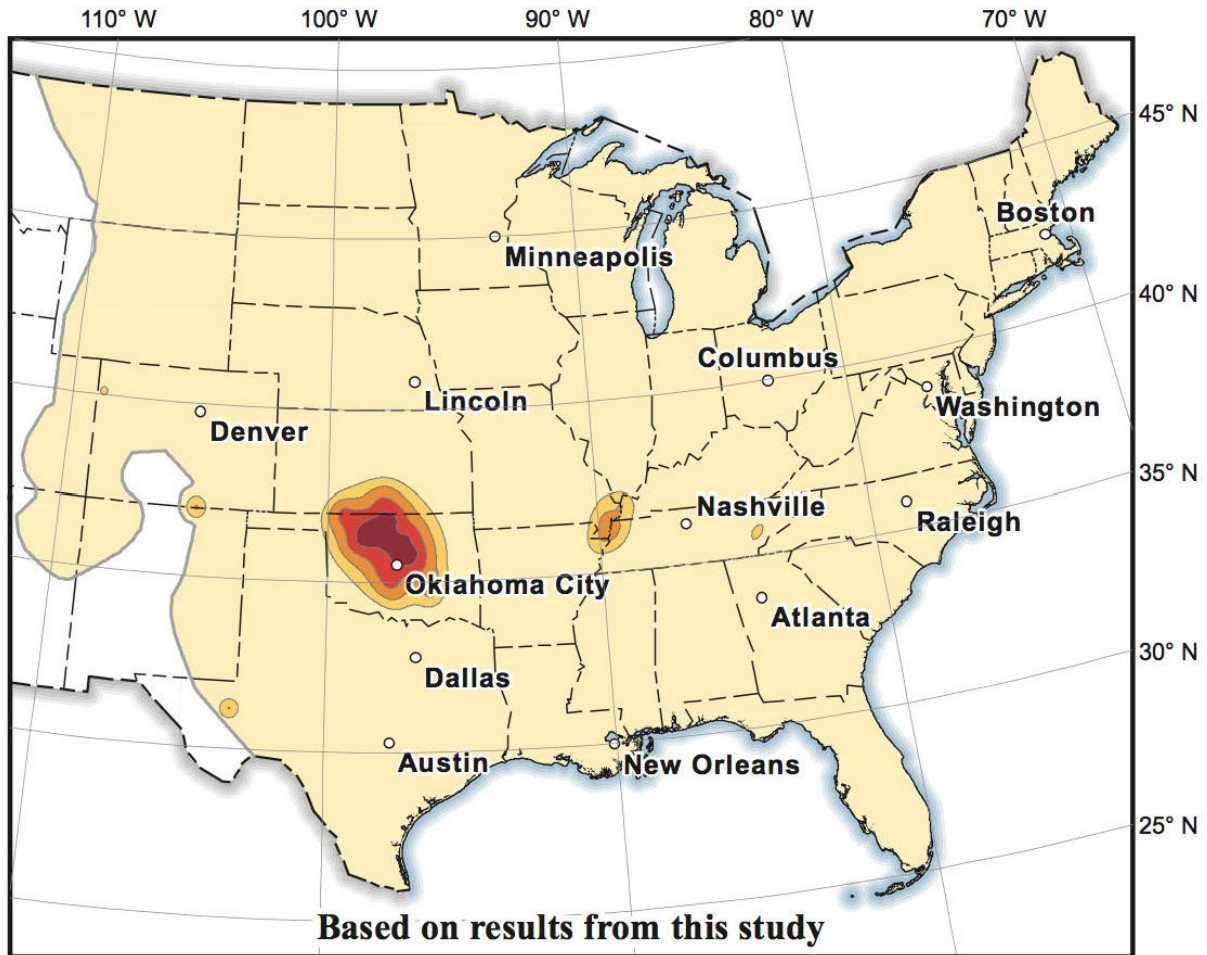 110° W 100° W 90° W 80° W 70° W
45° N
Boston
Minneapolis
40° N
Columbus
Lincoln
Washington
Denver
35° N
Nashville
Raleigh
Oklahoma City
Atlanta
30° N
Dallas
Austin
New Orleans
25° N
Based on results from this study